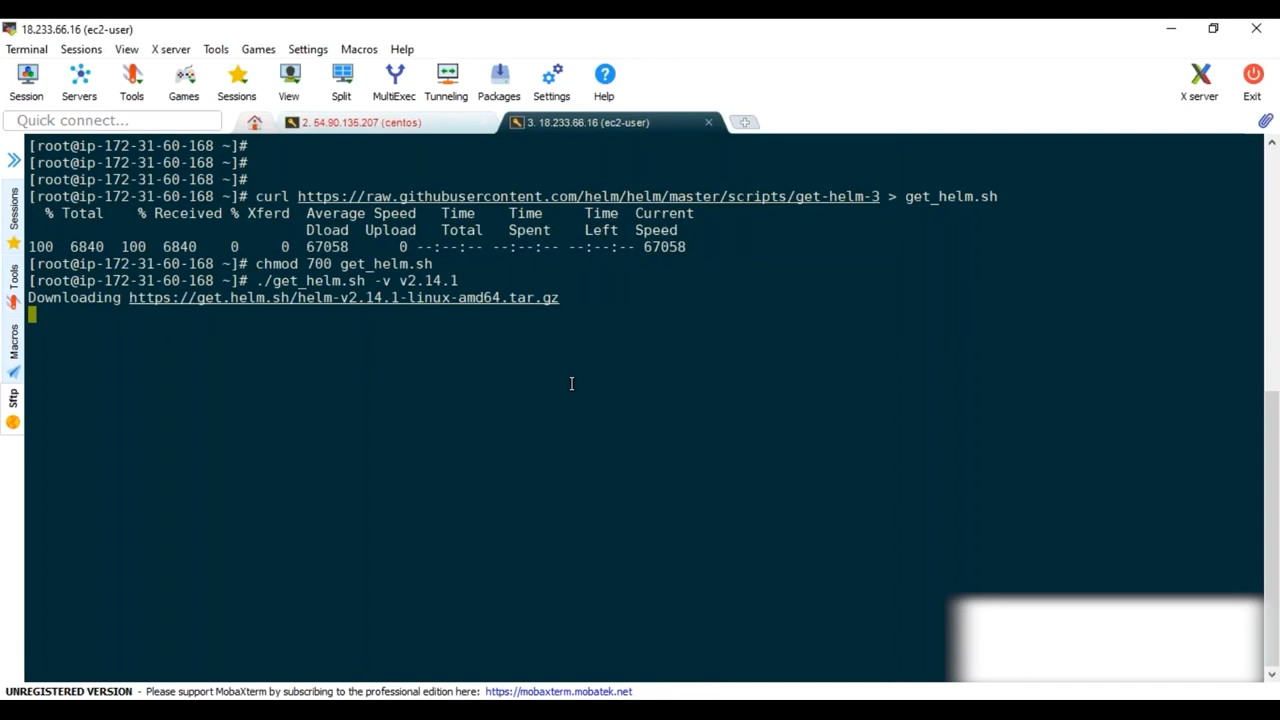 18.233.66.16 (ec2-user)
Terminal Sessions View X server Tools Games Settings Macros Help
Session Servers Tools Games Sessions View Split MultiExec Tunneling Packages Settings Help X server Exit
Quick connect...
2. 54.90.135.207 (centos)
3. 18.233.66.16 (ec2-user)
Sessions
Tools
Macros
Sftp
[root@ip-172-31-60-168 ~]#
[root@ip-172-31-60-168 ~]#
[root@ip-172-31-60-168 ~]#
[root@ip-172-31-60-168 ~]# curl https://raw.githubusercontent.com/helm/helm/master/scripts/get-helm-3 > get_helm.sh
% Total % Received % Xferd Average Speed Time Time Time Current
Dload Upload Total Spent Left Speed
100 6840 100 6840 0 0 67058 0 --:--:-- --:--:-- --:--:-- 67058
[root@ip-172-31-60-168 ~]# chmod 700 get_helm.sh
[root@ip-172-31-60-168 ~]# ./get_helm.sh -v v2.14.1
Downloading https://get.helm.sh/helm-v2.14.1-linux-amd64.tar.gz
UNREGISTERED VERSION - Please support MobaXterm by subscribing to the professional edition here: https://mobaxterm.mobatek.net